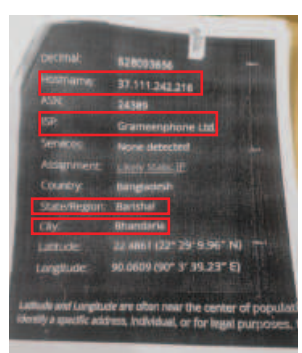 Decimal: 628093656
Hostname: 37.111.242.216
ASN: 24389
ISP: Grameenphone Ltd
Services: None detected
Assignment: Likely Static IP
Country: Bangladesh
State/Region: Barishal
City: Bhandaria
Latitude: 22.4861 (22° 29' 9.96" N)
Longitude: 90.0609 (90° 3' 39.23" E)
Latitude and Longitude are often near the center of populati
identify a specific address, individual, or for legal purposes.